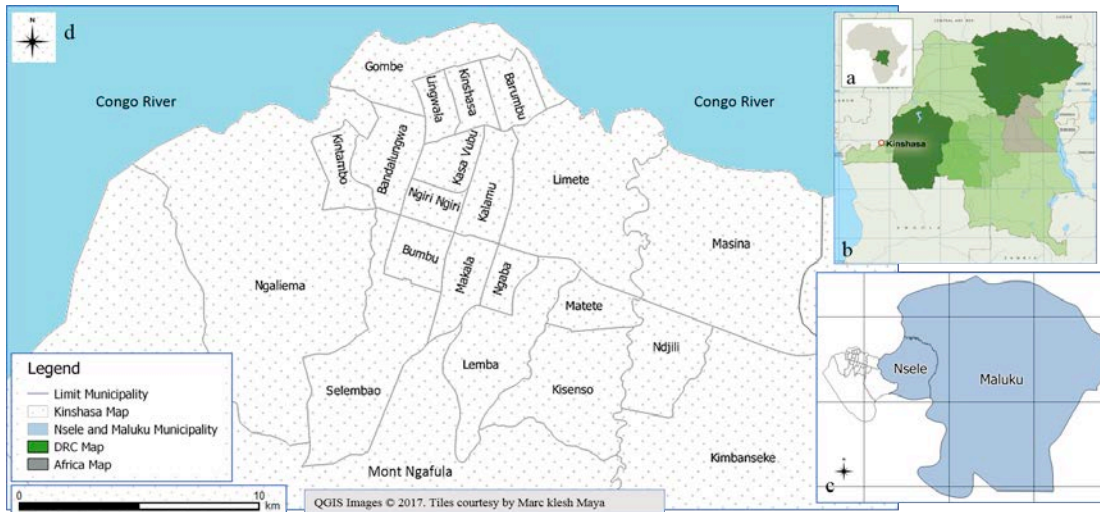 N
d
Congo River
Gombe
Lingwala
Kinshasa
Barumbu
Congo River
Kintambo
Bandalungwa
Kasa Vubu
Ngiri Ngiri
Kalamu
Limete
Masina
Bumbu
Makala
Ngaba
Ngaliema
Matete
Ndjili
Lemba
Selembao
Kisenso
Mont Ngafula
Kimbanseke
Legend
Limit Municipality
Kinshasa Map
Nsele and Maluku Municipality
DRC Map
Africa Map
0 10
km
QGIS Images © 2017. Tiles courtesy by Marc klesh Maya
a
Kinshasa
ANGOLA
ZAMBIA
b
Nsele
Maluku
c